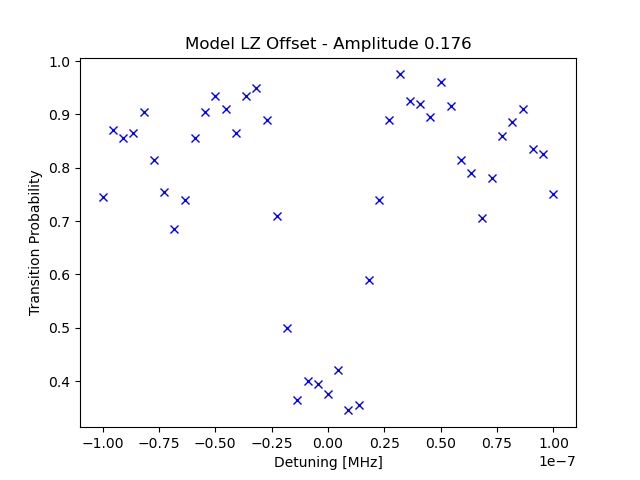 Model LZ Offset - Amplitude 0.176
1.0
0.9
0.8
0.7
0.6
0.5
0.4
Transition Probability
−1.00 −0.75 −0.50 −0.25 0.00 0.25 0.50 0.75 1.00
1e−7
Detuning [MHz]